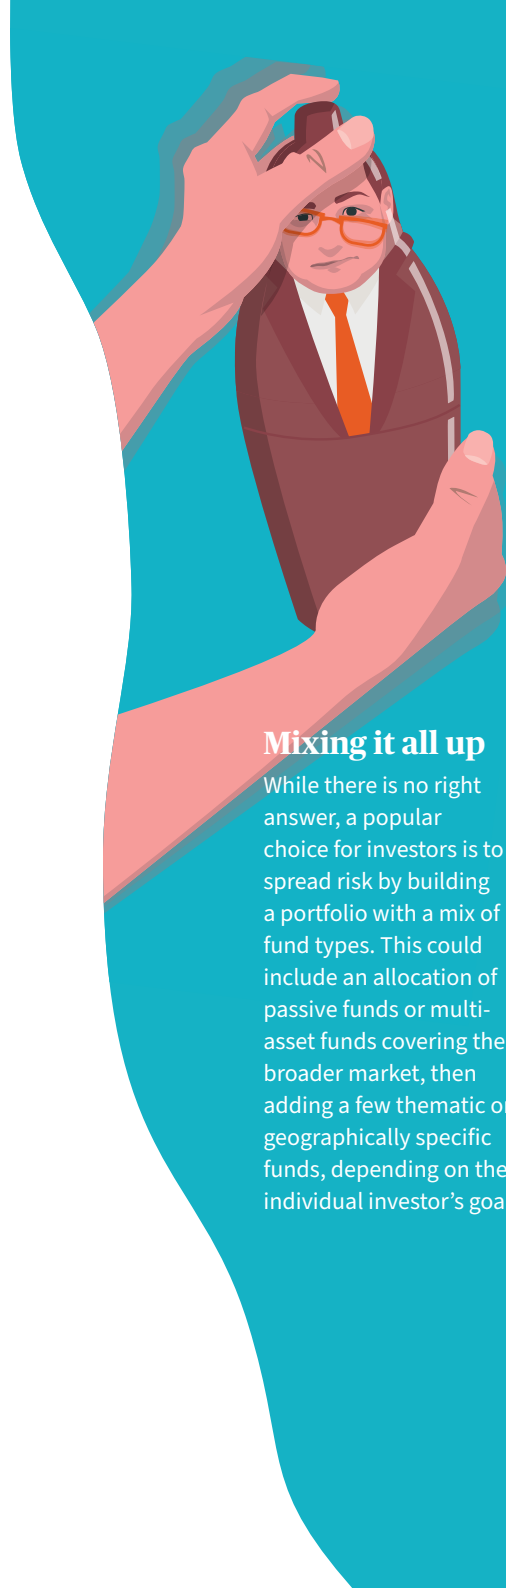 Mixing it all up
While there is no right
answer, a popular
choice for investors is to
spread risk by building
a portfolio with a mix of
fund types. This could
include an allocation of
passive funds or multi-
asset funds covering the
broader market, then
adding a few thematic or
geographically specific
funds, depending on the
individual investor’s goa